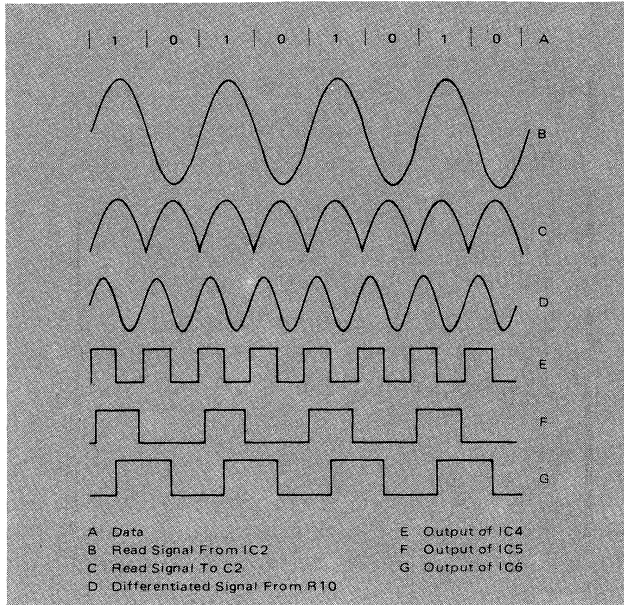 | 1 | 0 | 1 | 0 | 1 | 0 | 1 | 0 | A
B
C
D
E
F
G
A Data
B Read Signal From IC2
C Read Signal To C2
D Differentiated Signal From R10
E Output of IC4
F Output of IC5
G Output of IC6